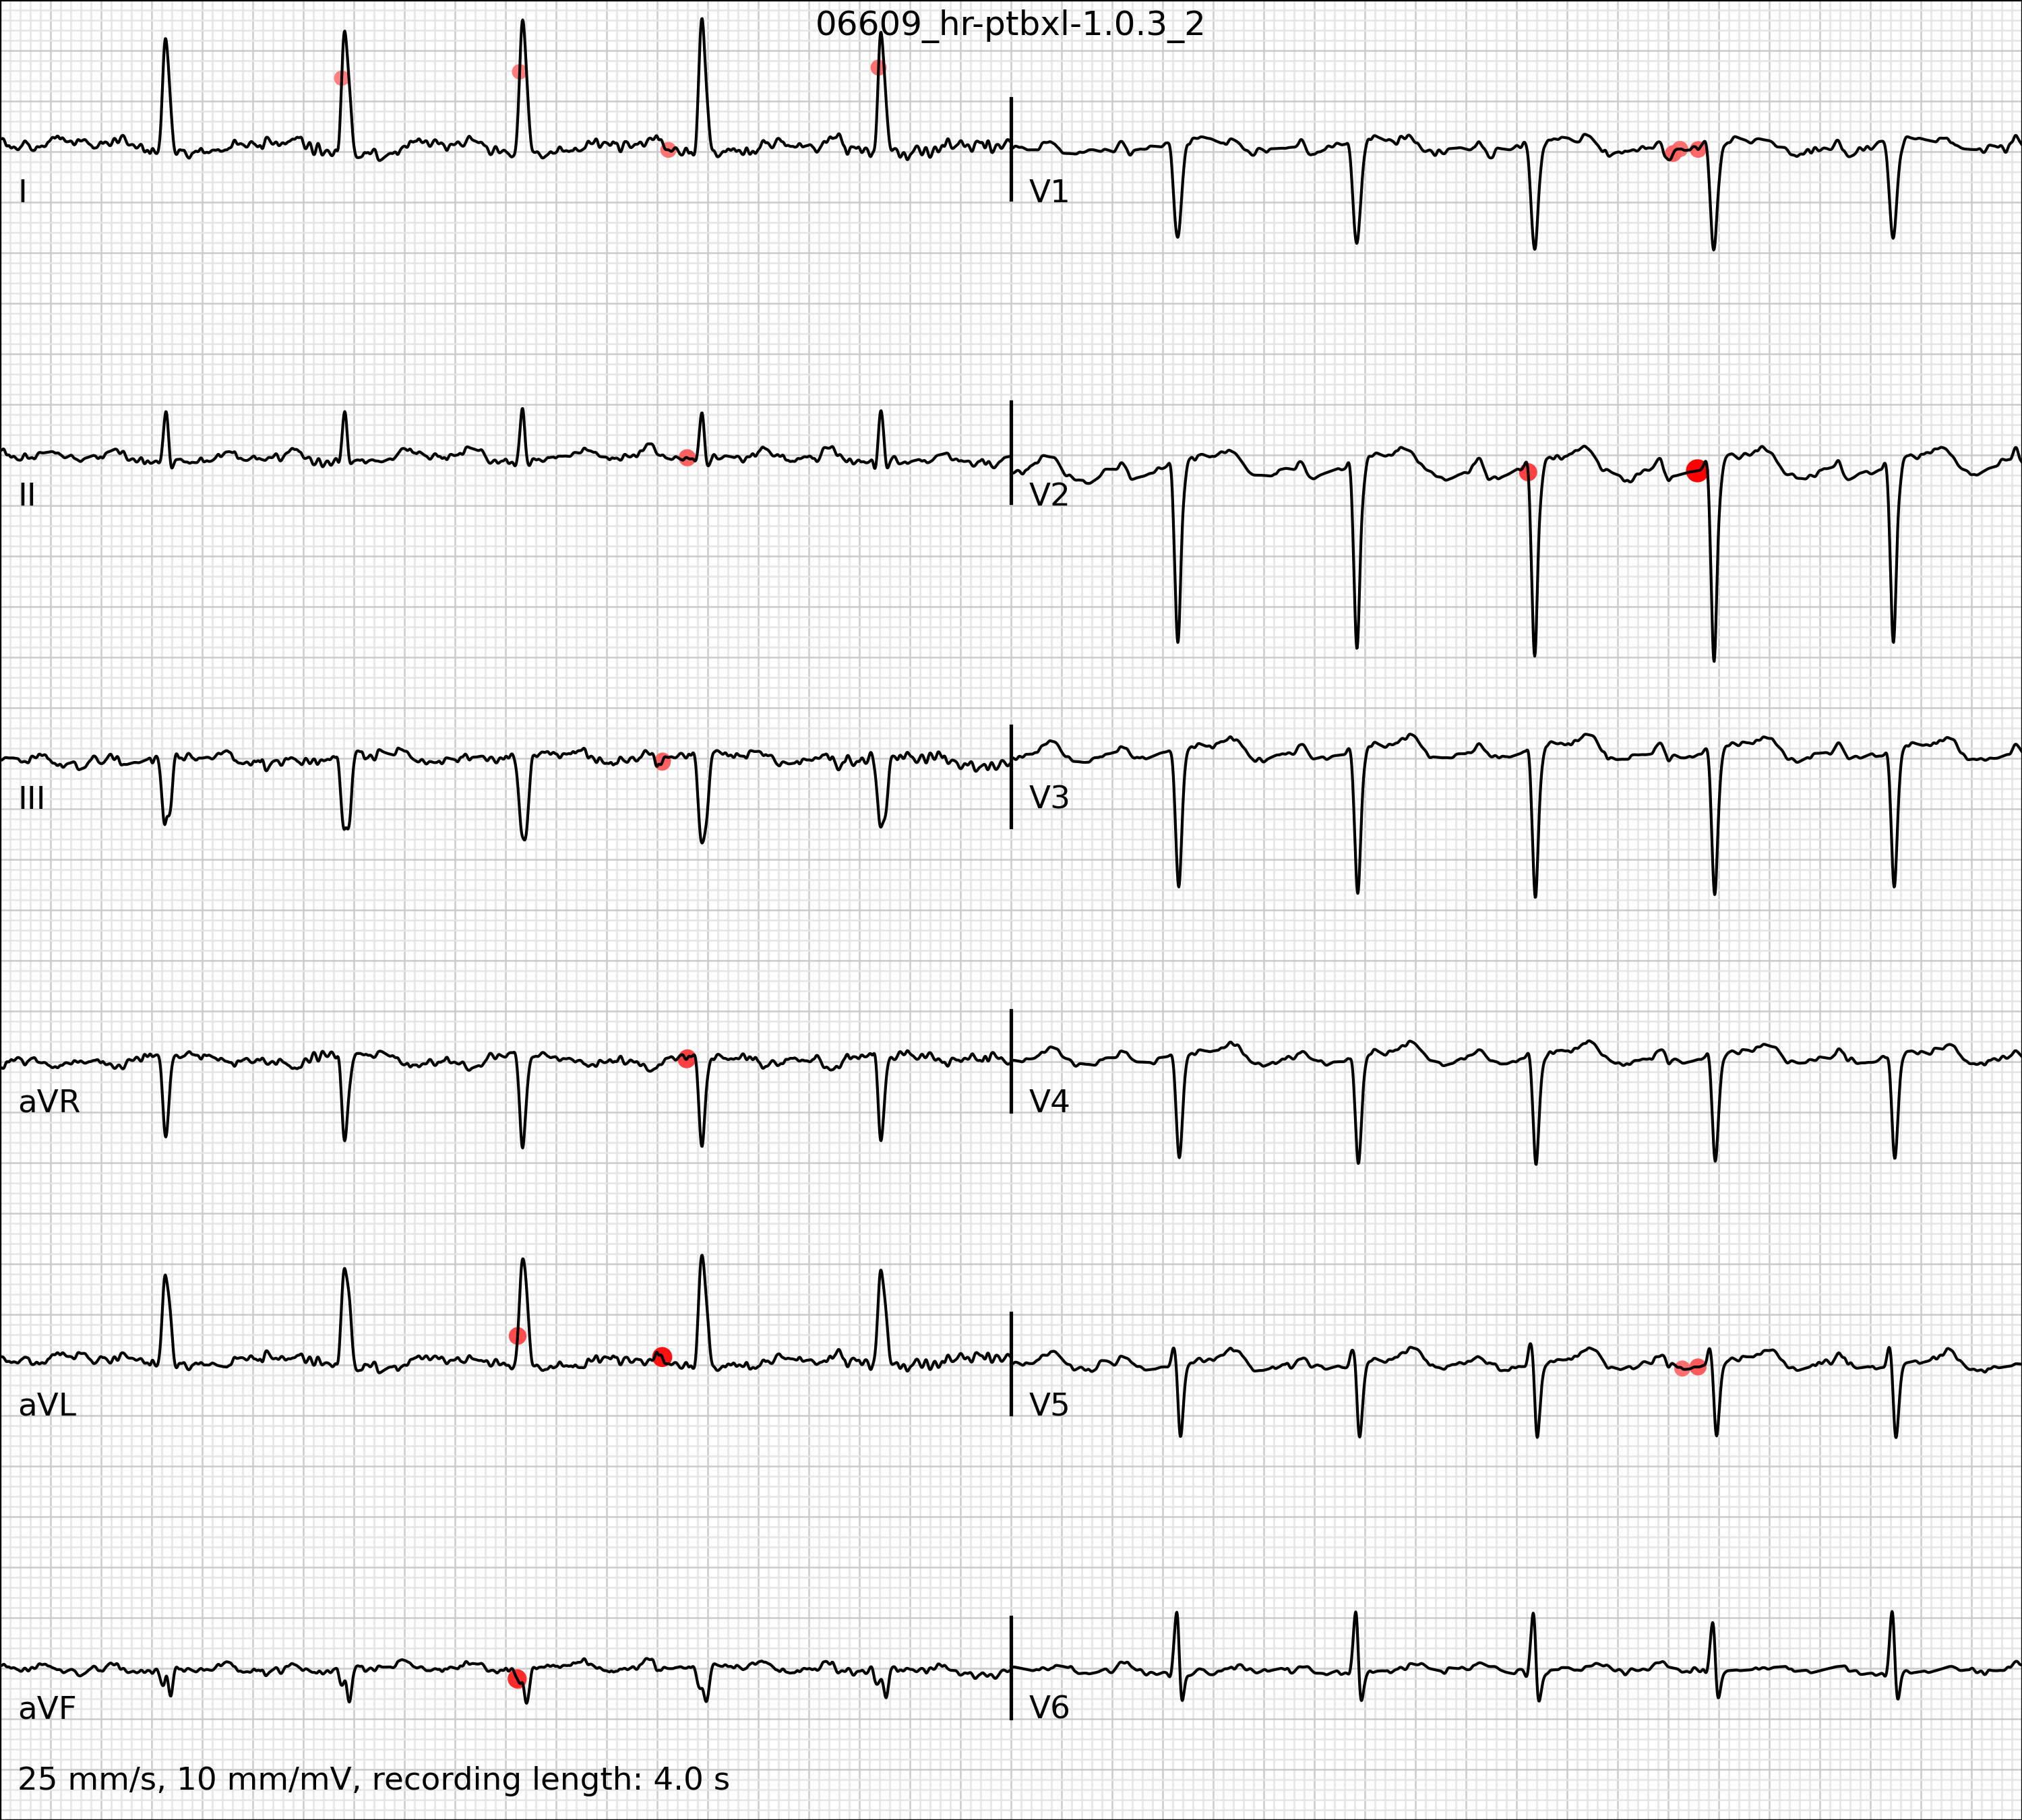 06609_hr-ptbxl-1.0.3_2
I
V1
II
V2
III
V3
aVR
V4
aVL
V5
aVF
V6
25 mm/s, 10 mm/mV, recording length: 4.0 s